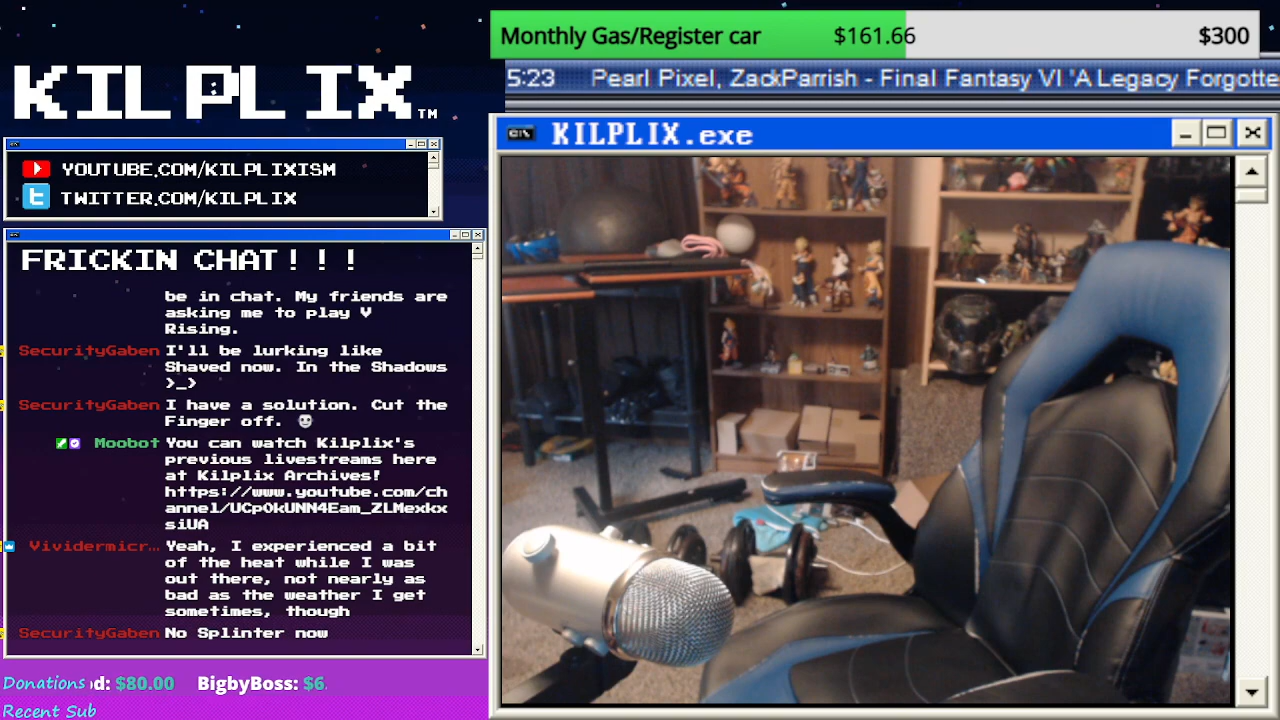 KILPLIX™
YOUTUBE.COM/KILPLIXISM
TWITTER.COM/KILPLIX
FRICKIN CHAT!!!
be in chat. My friends are
asking me to play V
Rising.
SecurityGaben I'll be lurking like
Shaved now. In the Shadows
>_>
SecurityGaben I have a solution. Cut the
Finger off. 💀
Moobot You can watch Kilplix's
previous livestreams here
at Kilplix Archives!
https://www.youtube.com/ch
annel/UCpOkUNN4Eam_ZLMexkx
siUA
Vividermicr... Yeah, I experienced a bit
of the heat while I was
out there, not nearly as
bad as the weather I get
sometimes, though
SecurityGaben No Splinter now
Donations d: $80.00 BigbyBoss: $6.
Recent Sub
Monthly Gas/Register car $161.66 $300
5:23 Pearl Pixel, ZackParrish - Final Fantasy VI 'A Legacy Forgotte
KILPLIX.exe